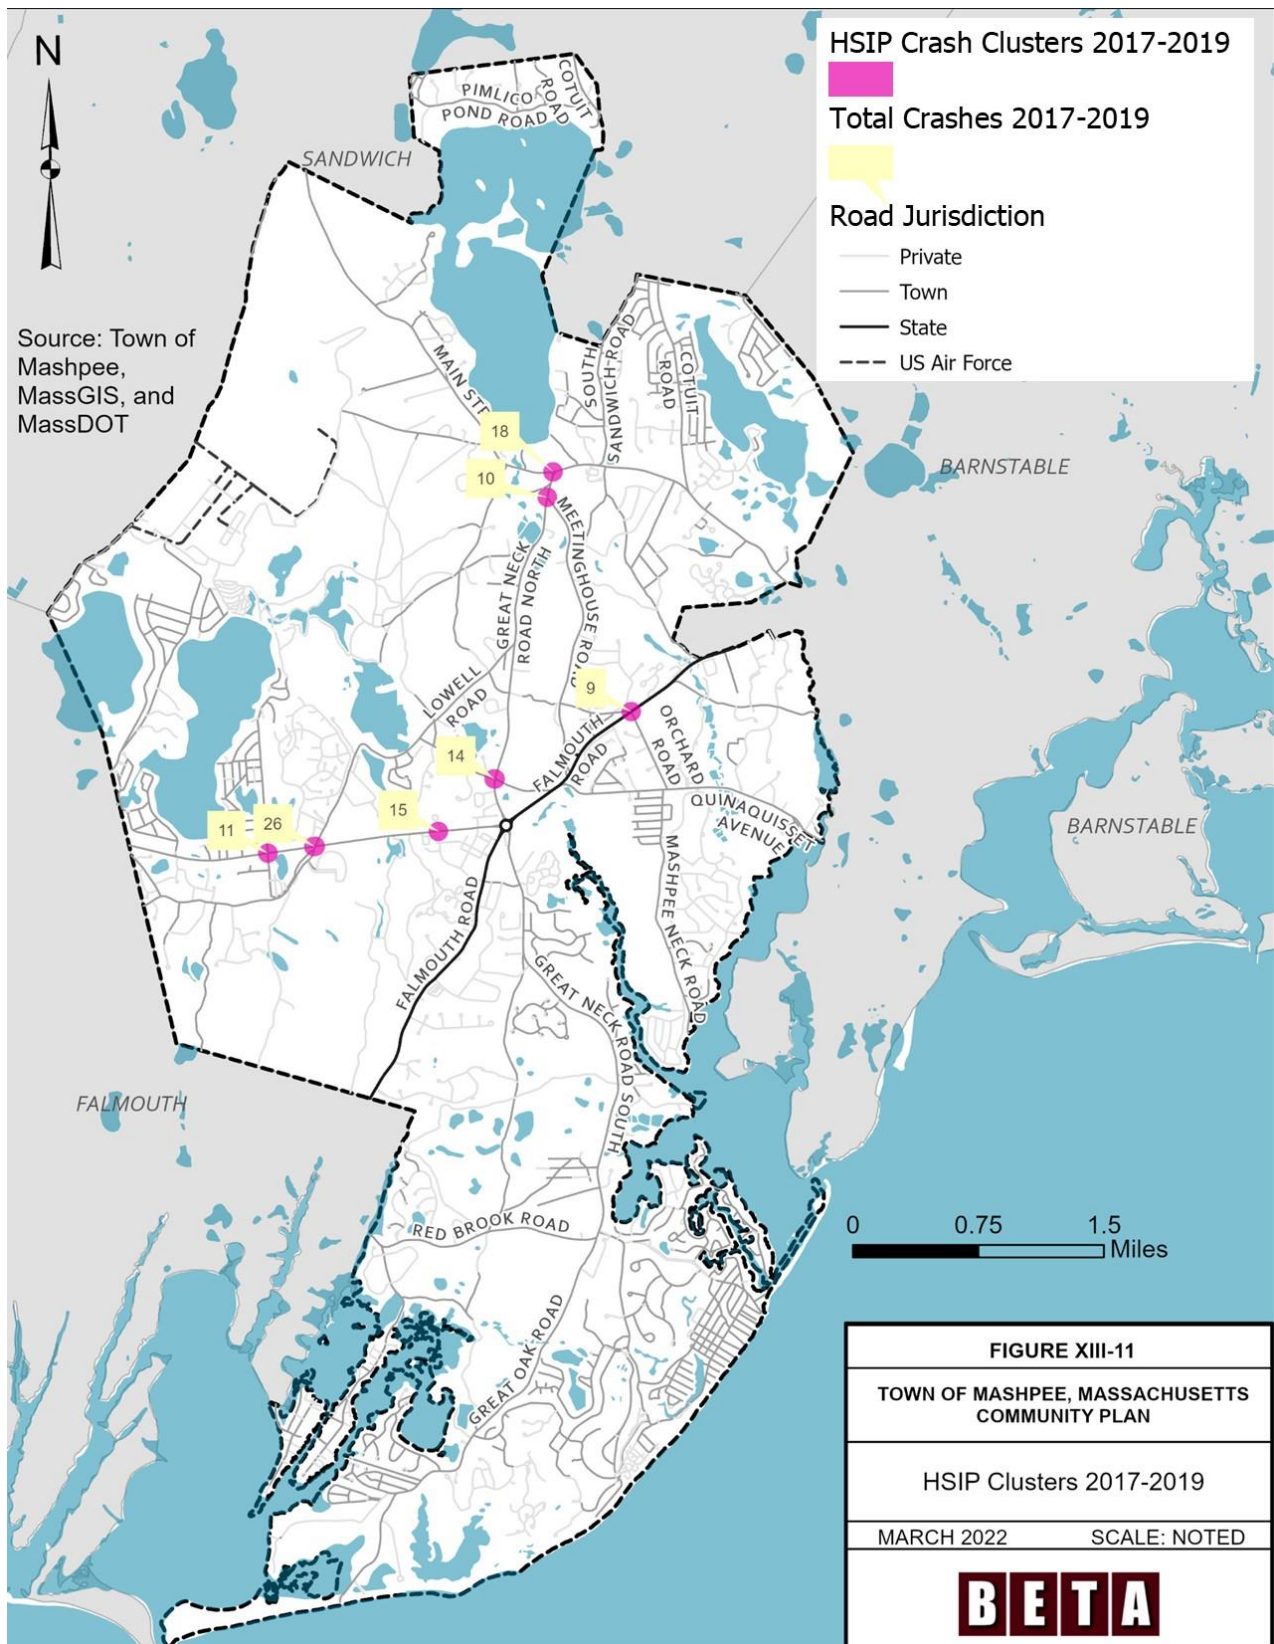 N
HSIP Crash Clusters 2017-2019
Total Crashes 2017-2019
Road Jurisdiction
Private
Town
State
US Air Force
Source: Town of
Mashpee,
MassGIS, and
MassDOT
SANDWICH
PIMLICO
POND ROAD
COTUIT
ROAD
MAIN STR
SOUTH
SANDWICH ROAD
COTUIT
ROAD
18
10
BARNSTABLE
MEETINGHOUSE ROAD
GREAT NECK
ROAD NORTH
LOWELL
ROAD
9
14
FALMOUTH
ROAD
ORCHARD
ROAD
QUINAQUISSET
AVENUE
11
26
15
BARNSTABLE
MASHPEE NECK ROAD
FALMOUTH ROAD
GREAT NECK ROAD SOUTH
FALMOUTH
RED BROOK ROAD
GREAT OAK ROAD
0 0.75 1.5
Miles
FIGURE XIII-11
TOWN OF MASHPEE, MASSACHUSETTS
COMMUNITY PLAN
HSIP Clusters 2017-2019
MARCH 2022 SCALE: NOTED
BETA